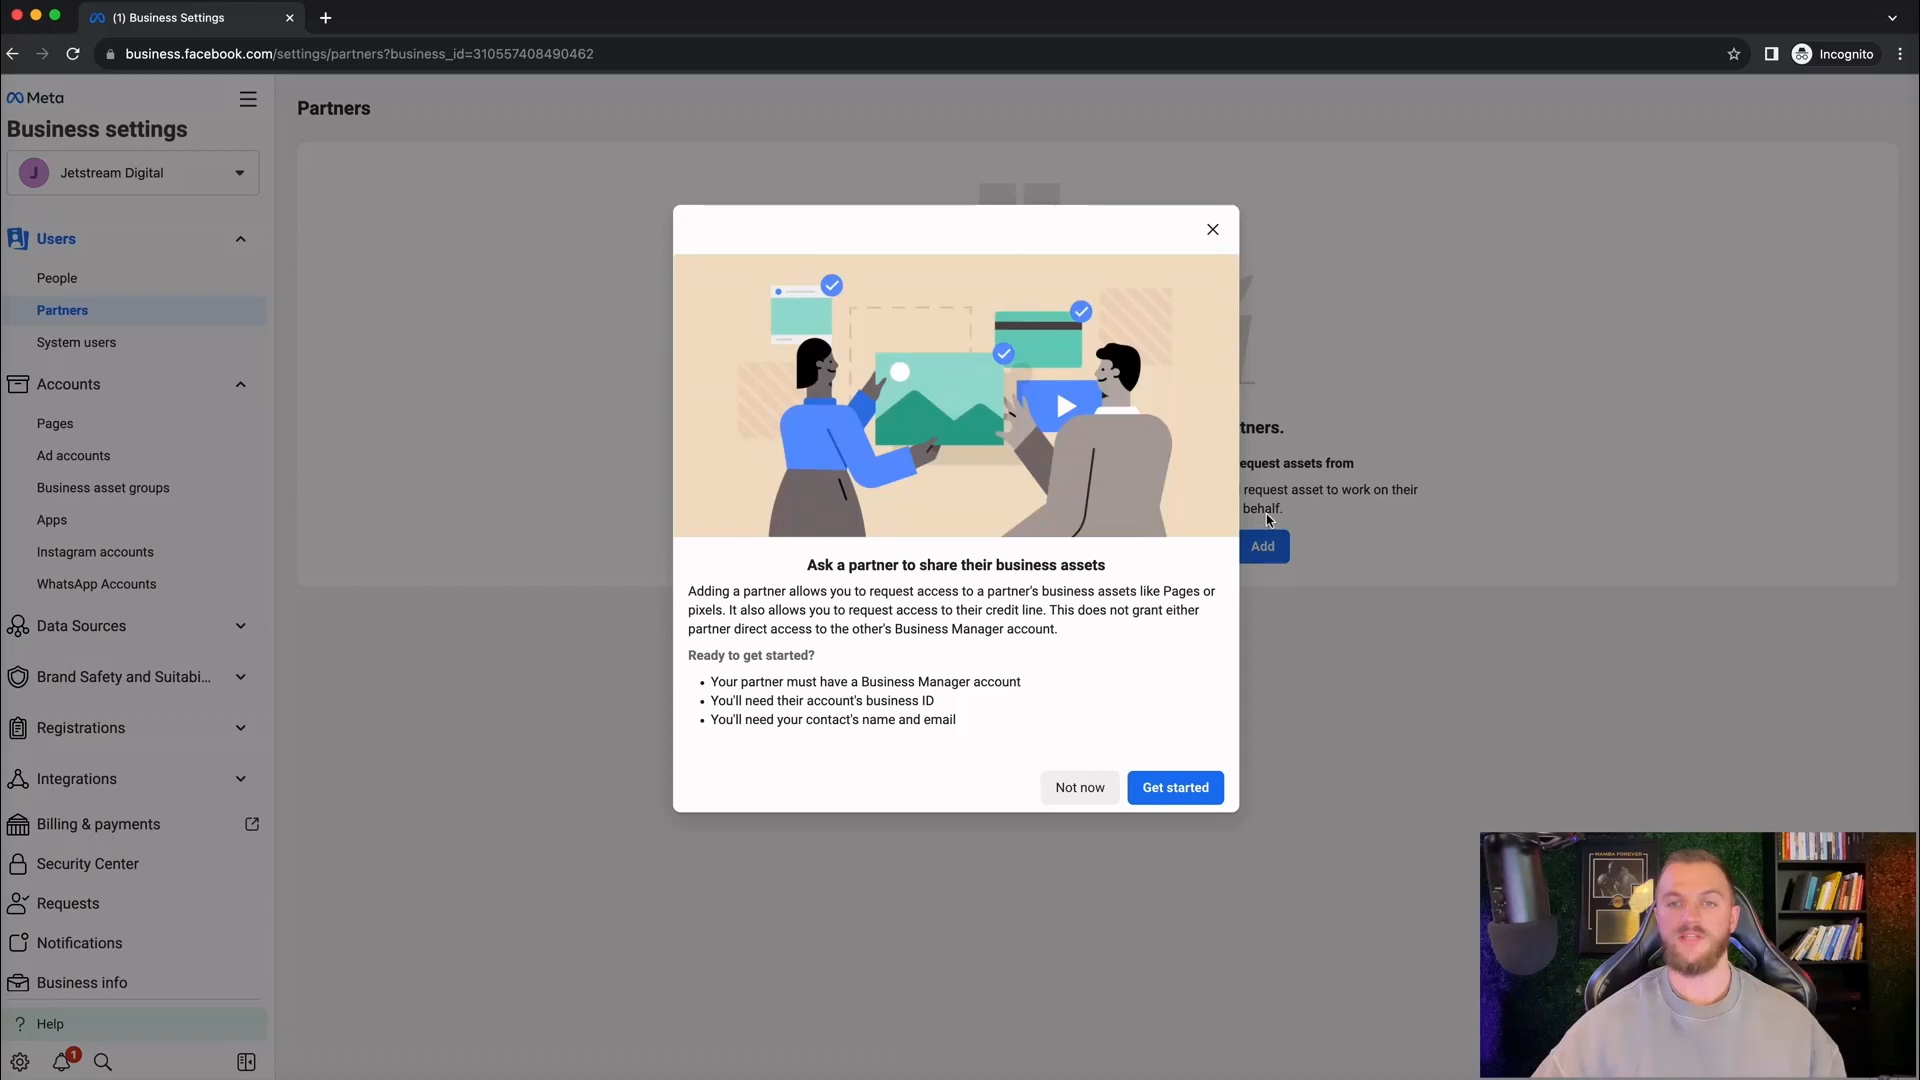 (1) Business Settings
business.facebook.com/settings/partners?business_id=310557408490462
Incognito
Meta
Business settings
J
Jetstream Digital
Users
People
Partners
System users
Accounts
Pages
Ad accounts
Business asset groups
Apps
Instagram accounts
WhatsApp Accounts
Data Sources
Brand Safety and Suitabi...
Registrations
Integrations
Billing & payments
Security Center
Requests
Notifications
Business info
? Help
1
Partners
tners.
equest assets from
request asset to work on their
behalf.
Add
Ask a partner to share their business assets
Adding a partner allows you to request access to a partner's business assets like Pages or
pixels. It also allows you to request access to their credit line. This does not grant either
partner direct access to the other's Business Manager account.
Ready to get started?
• Your partner must have a Business Manager account
• You'll need their account's business ID
• You'll need your contact's name and email
Not now
Get started
MAMBA FOREVER